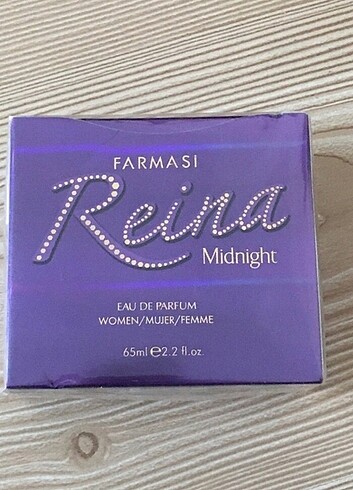 FARMASI
Reina
Midnight
EAU DE PARFUM
WOMEN/MUJER/FEMME
65ml ℮ 2.2 fl.oz.